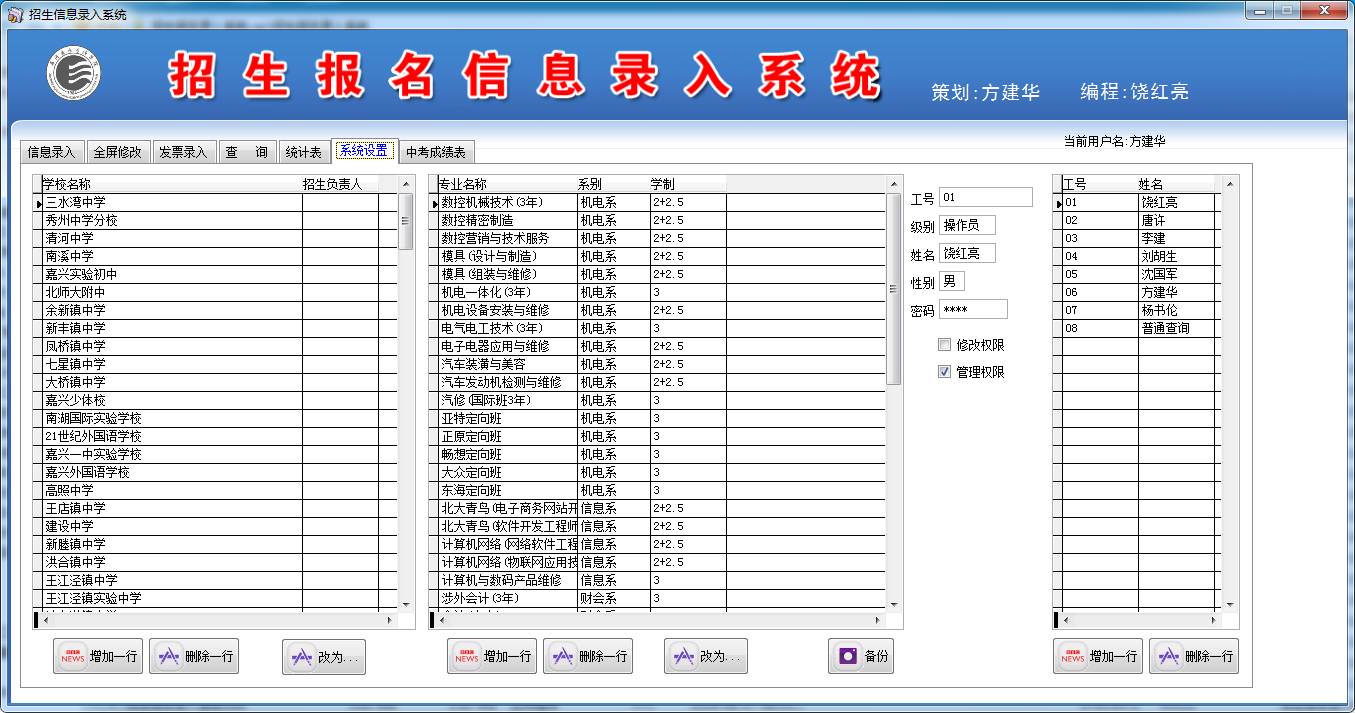 招生信息录入系统
招生报名信息录入系统
策划:方建华 编程:饶红亮
当前用户名:方建华
信息录入 全屏修改 发票录入 查 询 统计表 系统设置 中考成绩表
学校名称 招生负责人
三水湾中学
秀州中学分校
清河中学
南溪中学
嘉兴实验初中
北师大附中
余新镇中学
新丰镇中学
凤桥镇中学
七星镇中学
大桥镇中学
嘉兴少体校
南湖国际实验学校
21世纪外国语学校
嘉兴一中实验学校
嘉兴外国语学校
高照中学
王店镇中学
建设中学
新塍镇中学
洪合镇中学
王江泾镇中学
王江泾镇实验中学
增加一行 删除一行 改为...
专业名称 系别 学制
数控机械技术(3年) 机电系 2+2.5
数控精密制造 机电系 2+2.5
数控营销与技术服务 机电系 2+2.5
模具(设计与制造) 机电系 2+2.5
模具(组装与维修) 机电系 2+2.5
机电一体化(3年) 机电系 3
机电设备安装与维修 机电系 2+2.5
电气电工技术(3年) 机电系 3
电子电器应用与维修 机电系 2+2.5
汽车装潢与美容 机电系 2+2.5
汽车发动机检测与维修 机电系 2+2.5
汽修(国际班3年) 机电系 3
亚特定向班 机电系 3
正原定向班 机电系 3
畅想定向班 机电系 3
大众定向班 机电系 3
东海定向班 机电系 3
北大青鸟(电子商务网站开 信息系 2+2.5
北大青鸟(软件开发工程师 信息系 2+2.5
计算机网络(网络软件工程 信息系 2+2.5
计算机网络(物联网应用技 信息系 2+2.5
计算机与数码产品维修 信息系 3
涉外会计(3年) 财会系 3
增加一行 删除一行 改为... 备份
工号 01
级别 操作员
姓名 饶红亮
性别 男
密码 ****
修改权限
管理权限
工号 姓名
01 饶红亮
02 唐许
03 李建
04 刘胡生
05 沈国军
06 方建华
07 杨书伦
08 普通查询
增加一行 删除一行